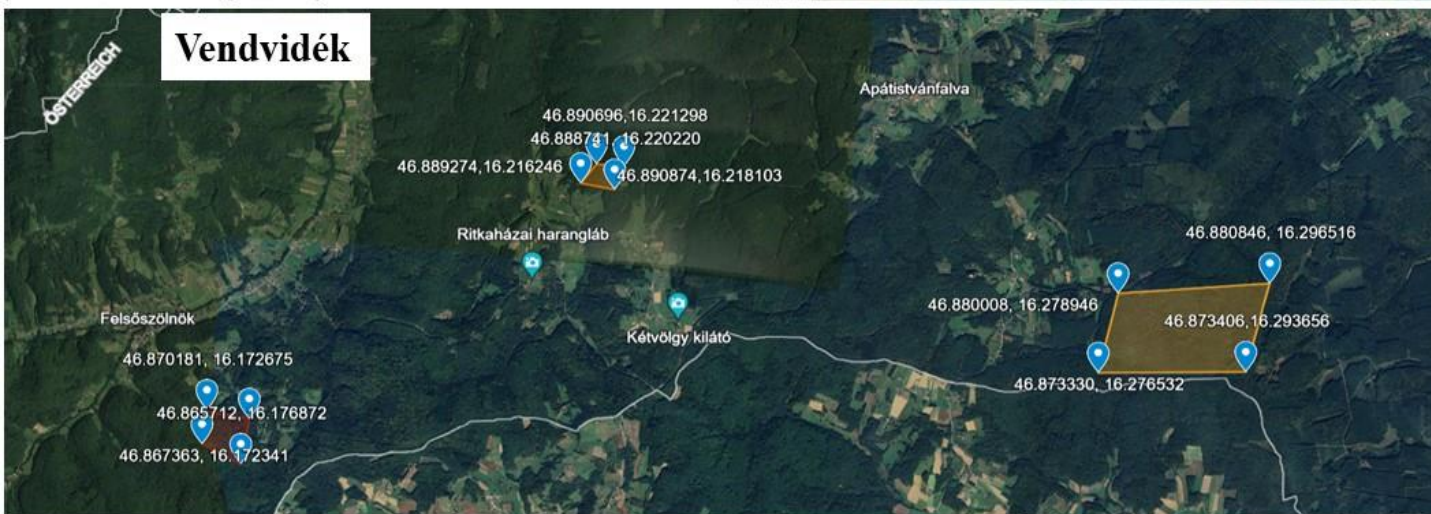 Vendvidék
ÖSTERREICH
Apátistvánfalva
46.890696,16.221298
46.888741, 16.220220
46.889274,16.216246
46.890874,16.218103
Ritkaházai harangláb
46.880846, 16.296516
46.880008, 16.278946
Felsőszölnök
46.873406,16.293656
Kétvölgy kilátó
46.870181, 16.172675
46.873330, 16.276532
46.865712, 16.176872
46.867363, 16.172341